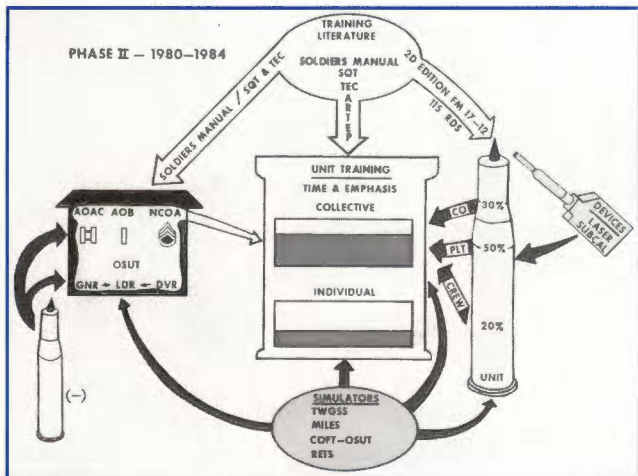 PHASE II — 1980–1984
TRAINING
LITERATURE
SOLDIERS MANUAL
SQT
TEC
ARTEP
SOLDIERS MANUAL / SQT & TEC
2D EDITION FM 17–12
115 RDS
AOAC AOB NCOA
OSUT
GNR LDR DVR
(-)
UNIT TRAINING
TIME & EMPHASIS
COLLECTIVE
INDIVIDUAL
CO
PLT
CREW
30%
50%
20%
UNIT
DEVICES
LASER
SUBCAL
SIMULATORS
TWGSS
MILES
COFT–OSUT
RETS